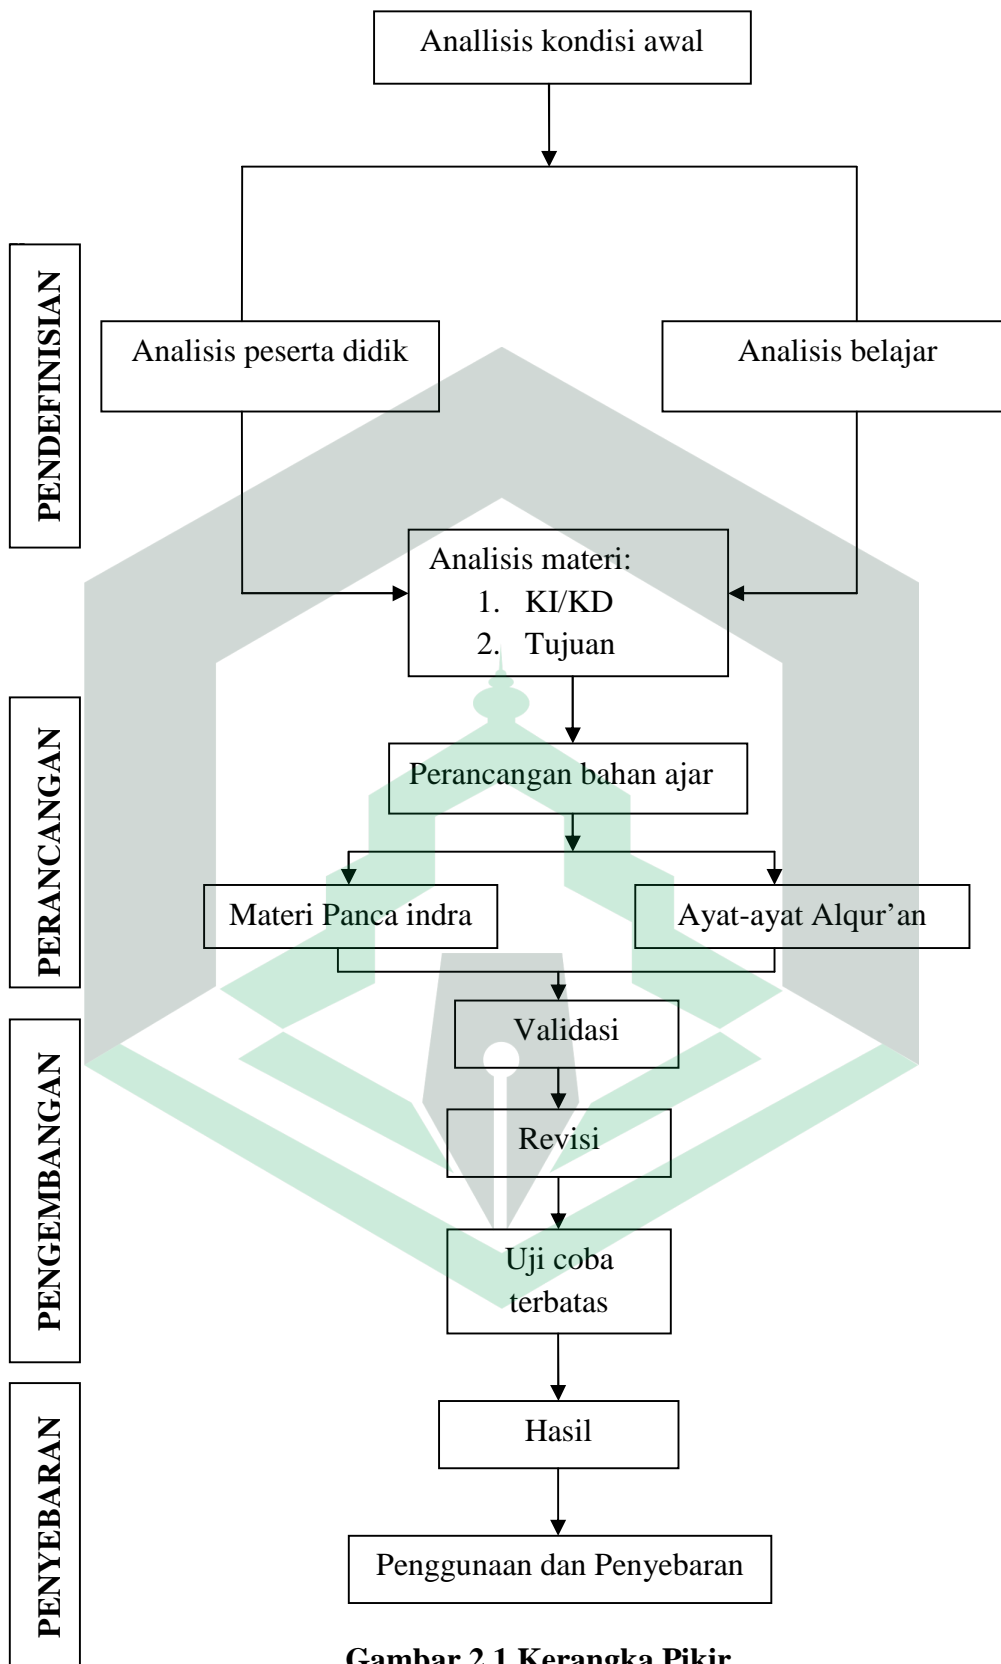 Anallisis kondisi awal
PENDEFINISIAN
Analisis peserta didik
Analisis belajar
Analisis materi:
1. KI/KD
2. Tujuan
PERANCANGAN
Perancangan bahan ajar
Materi Panca indra
Ayat-ayat Alqur’an
PENGEMBANGAN
Validasi
Revisi
Uji coba
terbatas
PENYEBARAN
Hasil
Penggunaan dan Penyebaran
Gambar 2.1 Kerangka Pikir